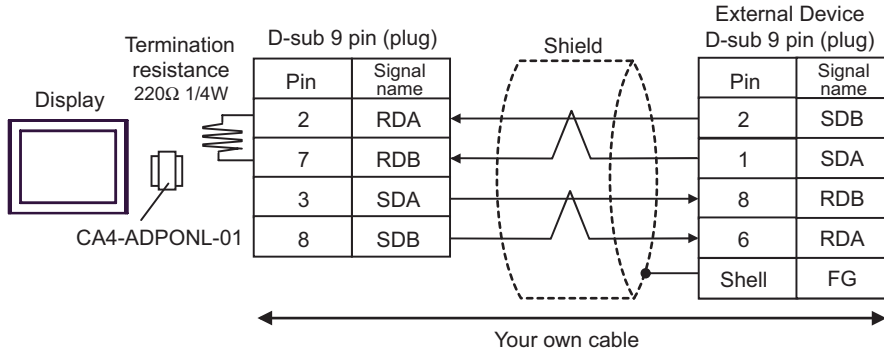 Display
Termination
resistance
220Ω 1/4W
CA4-ADPONL-01
D-sub 9 pin (plug)
Pin Signal name
2 RDA
7 RDB
3 SDA
8 SDB
Shield
External Device
D-sub 9 pin (plug)
Pin Signal name
2 SDB
1 SDA
8 RDB
6 RDA
Shell FG
Your own cable